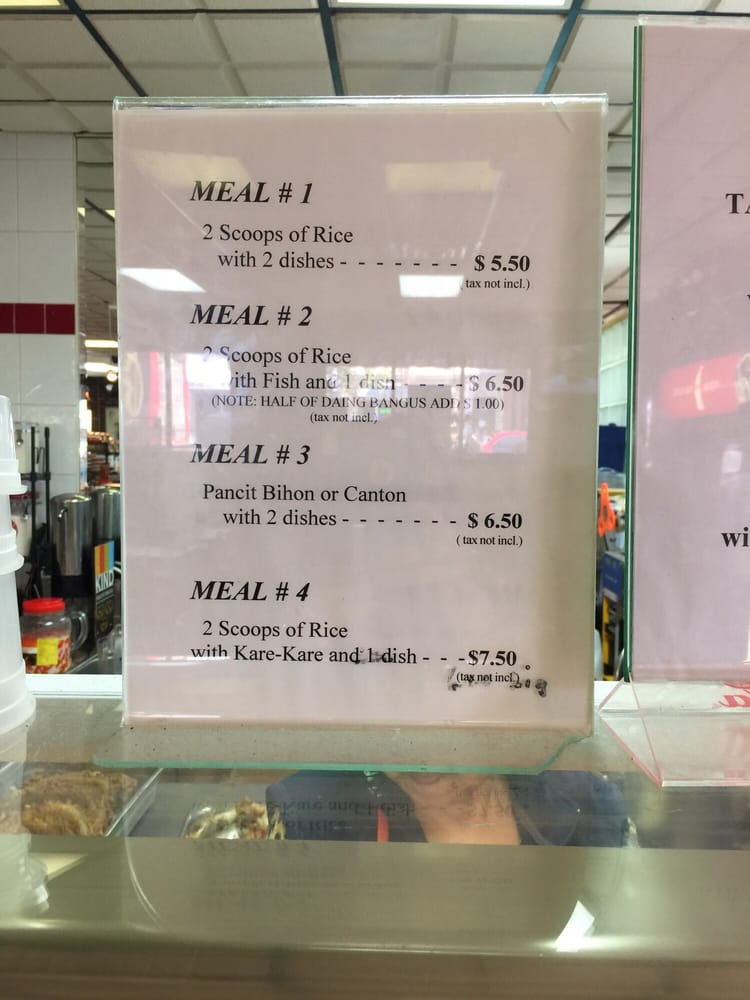 MEAL # 1
2 Scoops of Rice
with 2 dishes - - - - - - - $ 5.50
(tax not incl.)
MEAL # 2
2 Scoops of Rice
with Fish and 1 dish - - - - - $ 6.50
(NOTE: HALF OF DAING BANGUS ADD $ 1.00)
(tax not incl.)
MEAL # 3
Pancit Bihon or Canton
with 2 dishes - - - - - - - $ 6.50
( tax not incl.)
MEAL # 4
2 Scoops of Rice
with Kare-Kare and 1 dish - - - $7.50
(tax not incl.)
KIND